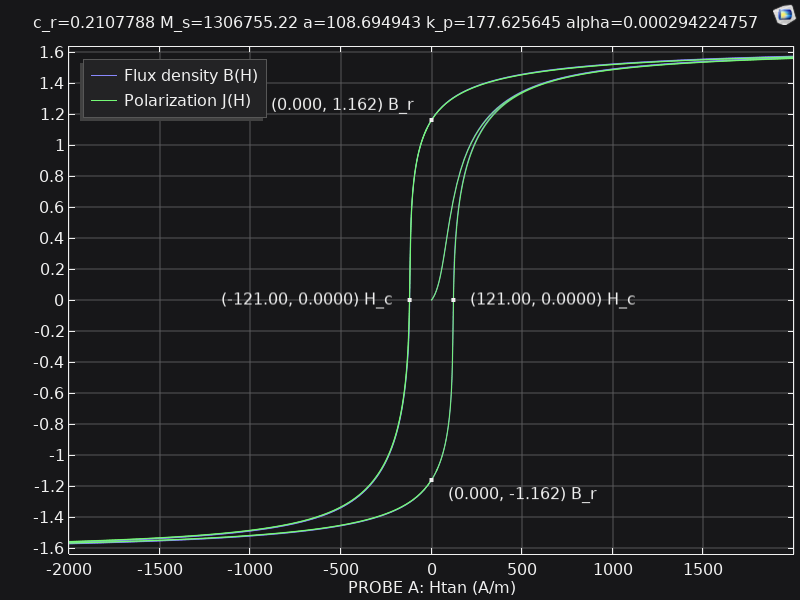 c_r=0.2107788 M_s=1306755.22 a=108.694943 k_p=177.625645 alpha=0.000294224757
1.6
Flux density B(H)
1.4
Polarization J(H)
(0.000, 1.162) B_r
1.2
1
0.8
0.6
0.4
0.2
0
(-121.00, 0.0000) H_c
(121.00, 0.0000) H_c
-0.2
-0.4
-0.6
-0.8
-1
-1.2
(0.000, -1.162) B_r
-1.4
-1.6
-2000 -1500 -1000 -500 0 500 1000 1500
PROBE A: Htan (A/m)